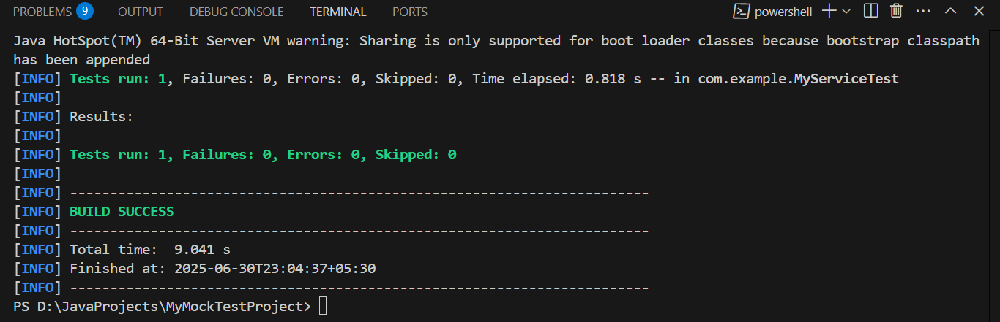 PROBLEMS 9 OUTPUT DEBUG CONSOLE TERMINAL PORTS powershell
Java HotSpot(TM) 64-Bit Server VM warning: Sharing is only supported for boot loader classes because bootstrap classpath
has been appended
[INFO] Tests run: 1, Failures: 0, Errors: 0, Skipped: 0, Time elapsed: 0.818 s -- in com.example.MyServiceTest
[INFO]
[INFO] Results:
[INFO]
[INFO] Tests run: 1, Failures: 0, Errors: 0, Skipped: 0
[INFO]
[INFO] ------------------------------------------------------------------------
[INFO] BUILD SUCCESS
[INFO] ------------------------------------------------------------------------
[INFO] Total time:  9.041 s
[INFO] Finished at: 2025-06-30T23:04:37+05:30
[INFO] ------------------------------------------------------------------------
PS D:\JavaProjects\MyMockTestProject>